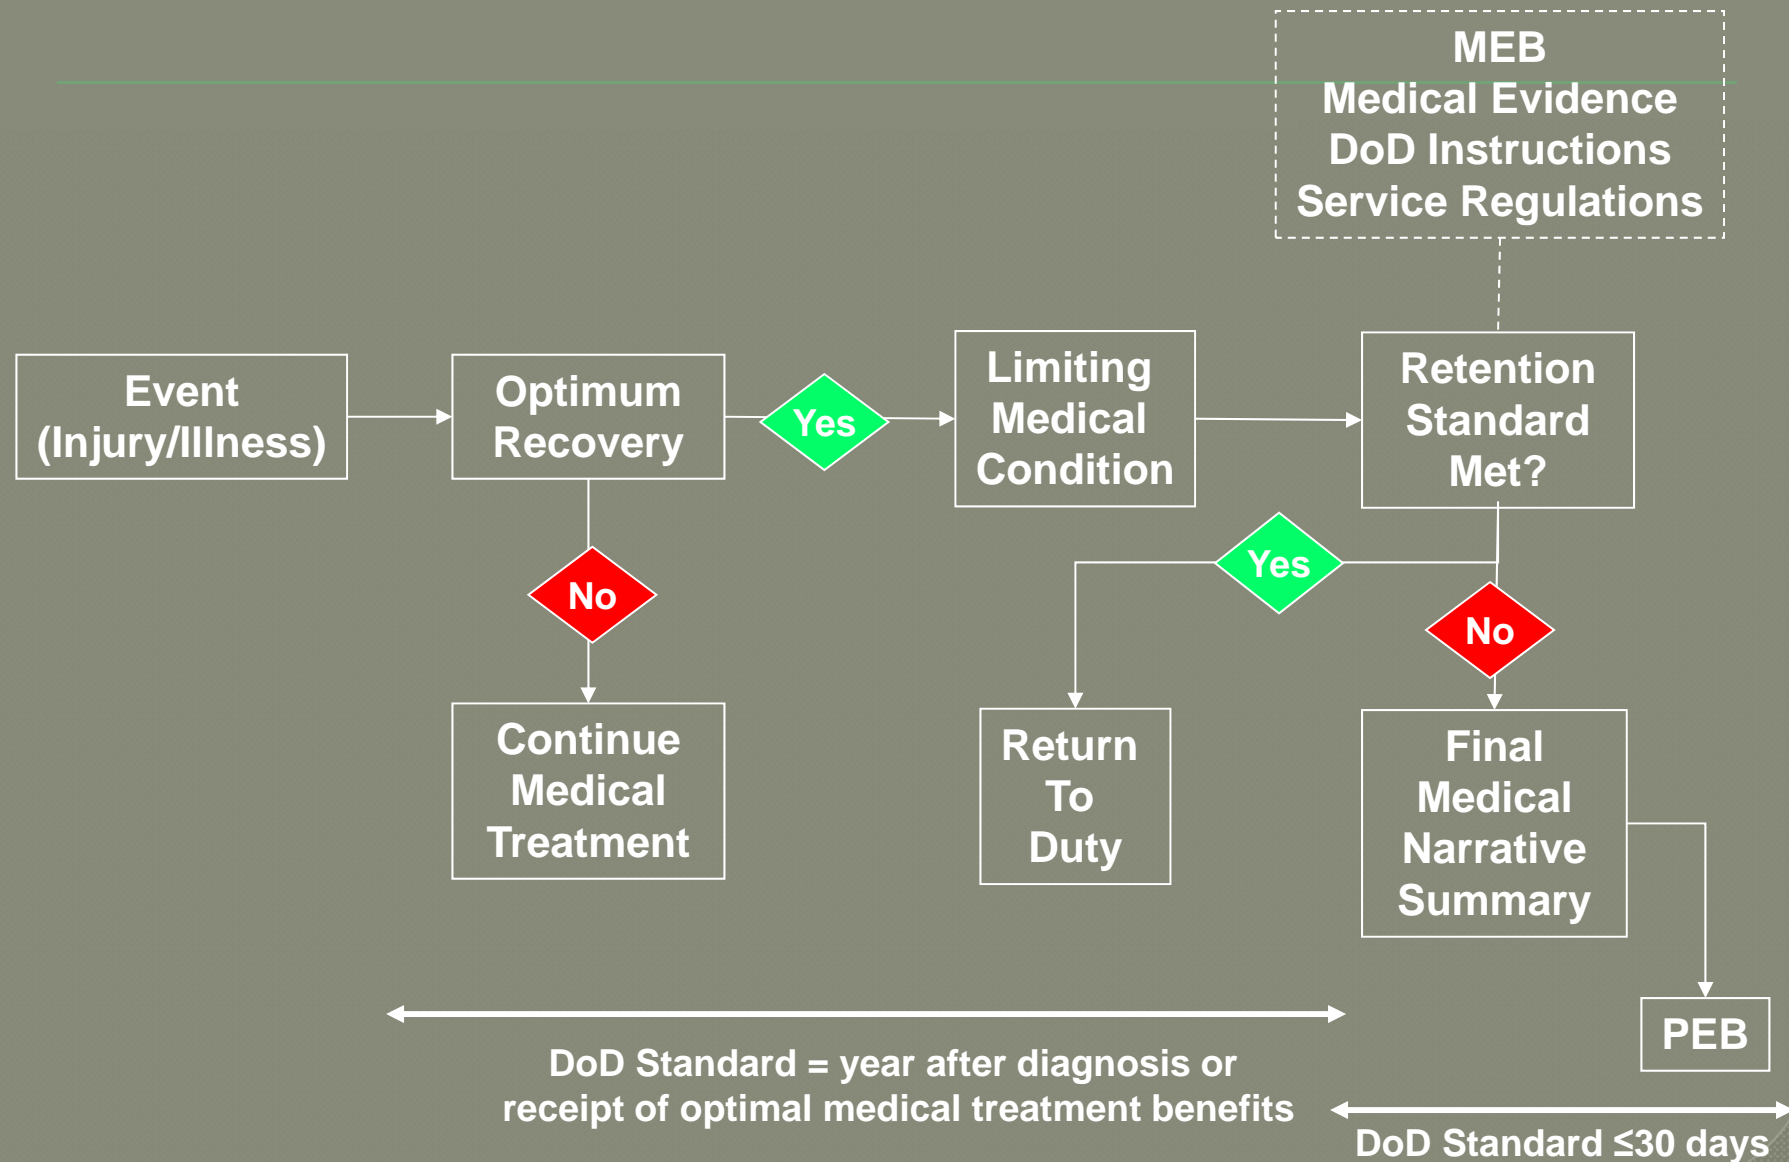 MEB
Medical Evidence
DoD Instructions
Service Regulations
Event
(Injury/Illness)
Optimum
Recovery
Yes
Limiting
Medical
Condition
Retention
Standard
Met?
No
Yes
No
Continue
Medical
Treatment
Return
To
Duty
Final
Medical
Narrative
Summary
PEB
DoD Standard = year after diagnosis or
receipt of optimal medical treatment benefits
DoD Standard ≤30 days